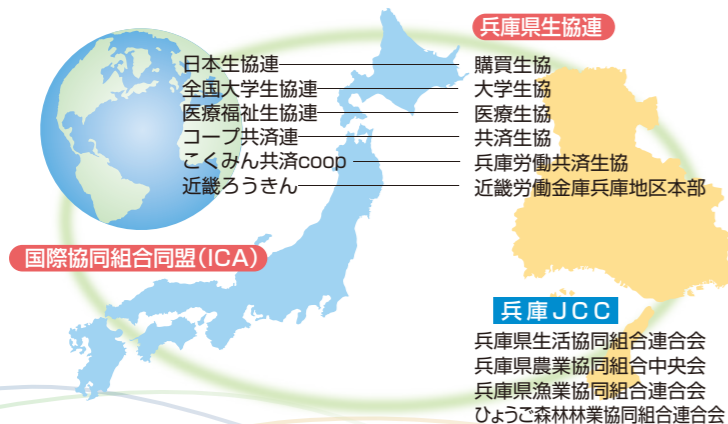 兵庫県生協連
日本生協連 購買生協
全国大学生協連 大学生協
医療福祉生協連 医療生協
コープ共済連 共済生協
こくみん共済coop 兵庫労働共済生協
近畿ろうきん 近畿労働金庫兵庫地区本部
国際協同組合同盟(ICA)
兵庫JCC
兵庫県生活協同組合連合会
兵庫県農業協同組合中央会
兵庫県漁業協同組合連合会
ひょうご森林林業協同組合連合会